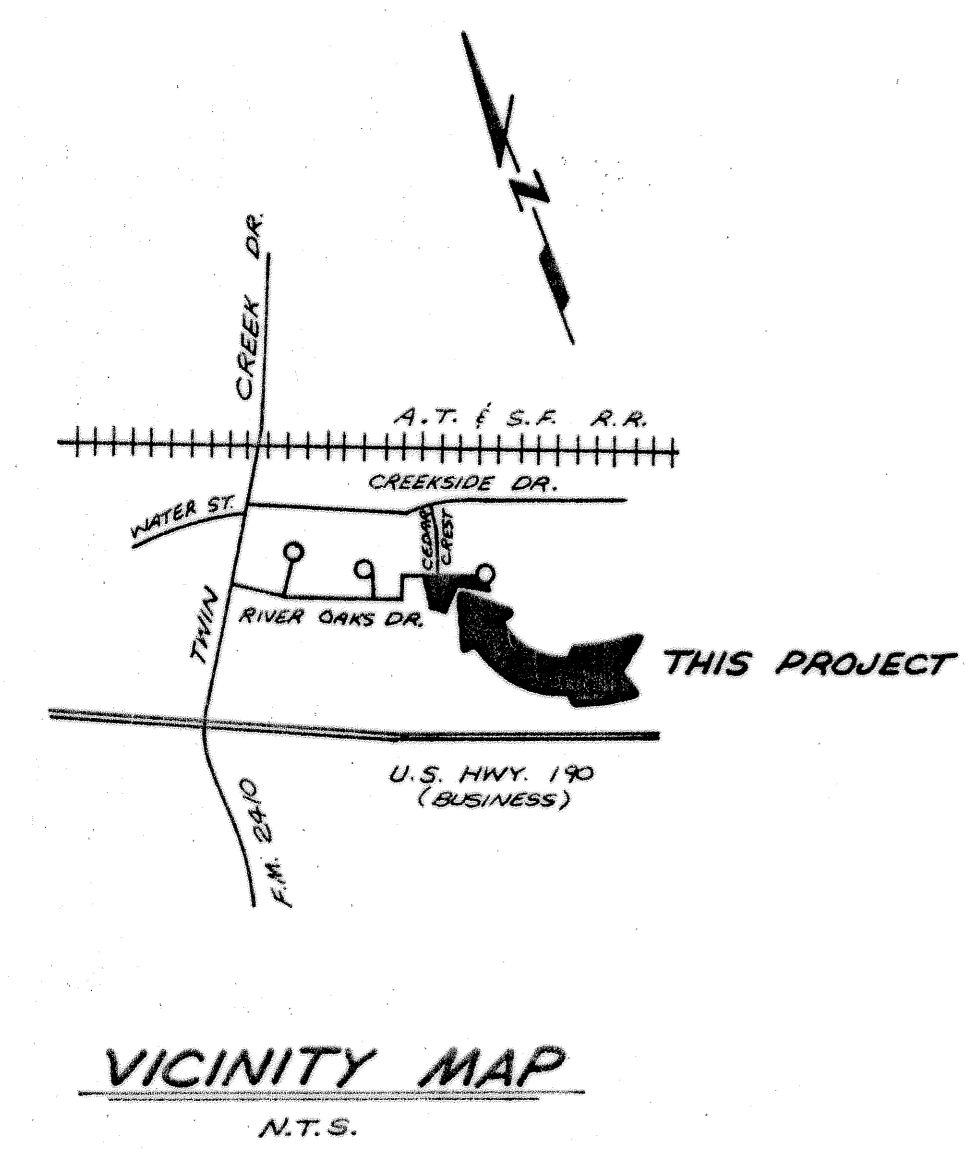 N
TWIN CREEK DR.
A.T. & S.F. R.R.
CREEKSIDE DR.
WATER ST.
CEDAR
CREST
RIVER OAKS DR.
THIS PROJECT
U.S. HWY. 190
(BUSINESS)
F.M. 2410
VICINITY MAP
N.T.S.